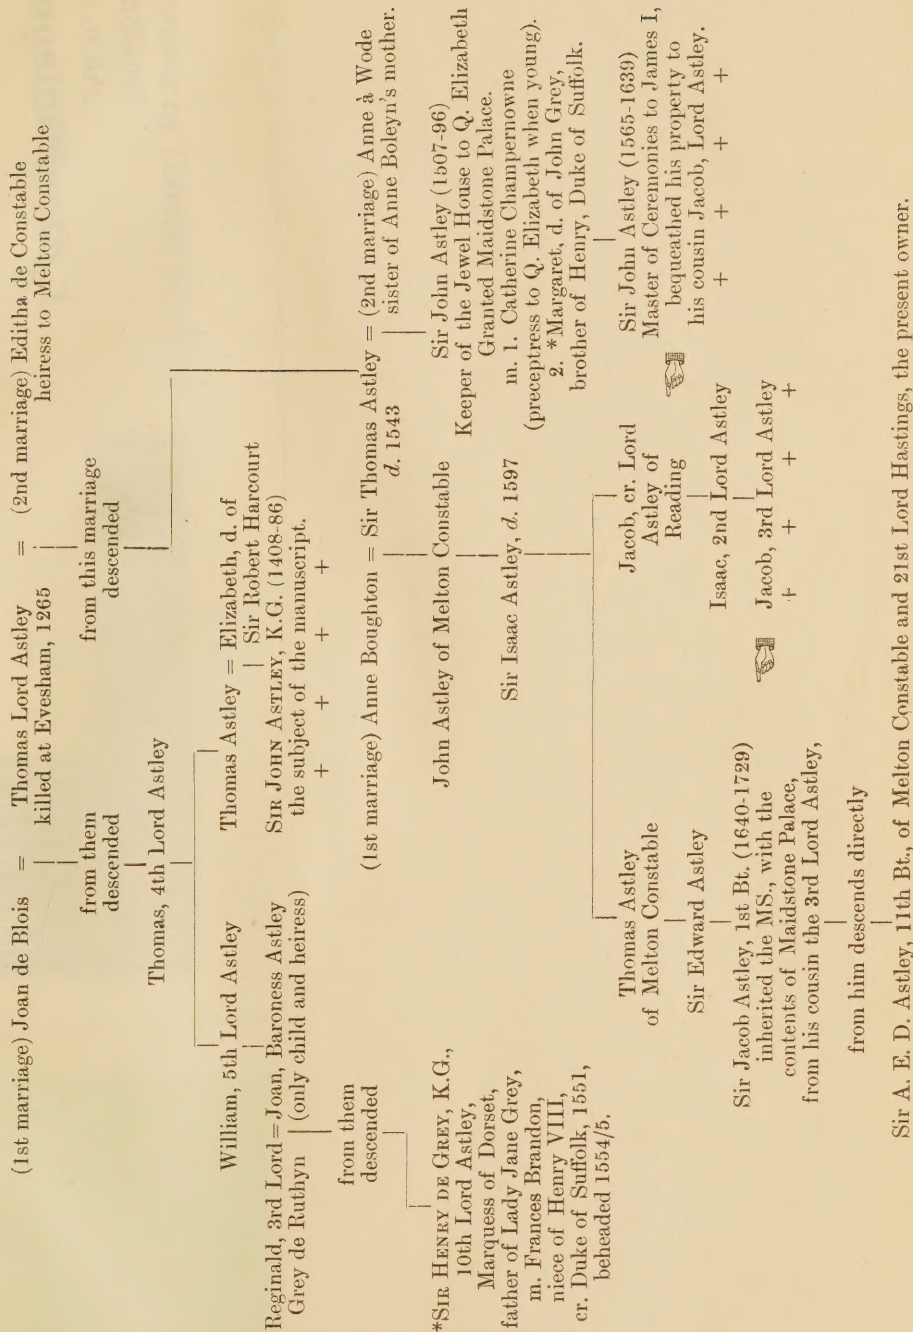 (1st marriage) Joan de Blois = Thomas Lord Astley = (2nd marriage) Editha de Constable
killed at Evesham, 1265
heiress to Melton Constable
from them
descended
from this marriage
descended
Thomas, 4th Lord Astley
William, 5th Lord Astley
Thomas Astley = Elizabeth, d. of
Sir Robert Harcourt
Reginald, 3rd Lord = Joan, Baroness Astley
Grey de Ruthyn (only child and heiress)
SIR JOHN ASTLEY, K.G. (1408-86)
the subject of the manuscript.
+ + + +
from them
descended
(1st marriage) Anne Boughton = Sir Thomas Astley = (2nd marriage) Anne à Wode
d. 1543
sister of Anne Boleyn's mother.
*SIR HENRY DE GREY, K.G.,
10th Lord Astley,
Marquess of Dorset,
father of Lady Jane Grey,
m. Frances Brandon,
niece of Henry VIII,
cr. Duke of Suffolk, 1551,
beheaded 1554/5.
John Astley of Melton Constable
Sir John Astley (1507-96)
Keeper of the Jewel House to Q. Elizabeth
Granted Maidstone Palace.
m. 1. Catherine Champernowne
(preceptress to Q. Elizabeth when young).
2. *Margaret, d. of John Grey,
brother of Henry, Duke of Suffolk.
Sir Isaac Astley, d. 1597
Thomas Astley
of Melton Constable
Jacob, cr. Lord
Astley of
Reading
Sir John Astley (1565-1639)
Master of Ceremonies to James I,
bequeathed his property to
his cousin Jacob, Lord Astley.
+ + + + +
Sir Edward Astley
Isaac, 2nd Lord Astley
Sir Jacob Astley, 1st Bt. (1640-1729)
inherited the MS., with the
contents of Maidstone Palace,
from his cousin the 3rd Lord Astley,
Jacob, 3rd Lord Astley
+ + + +
from him descends directly
Sir A. E. D. Astley, 11th Bt., of Melton Constable and 21st Lord Hastings, the present owner.